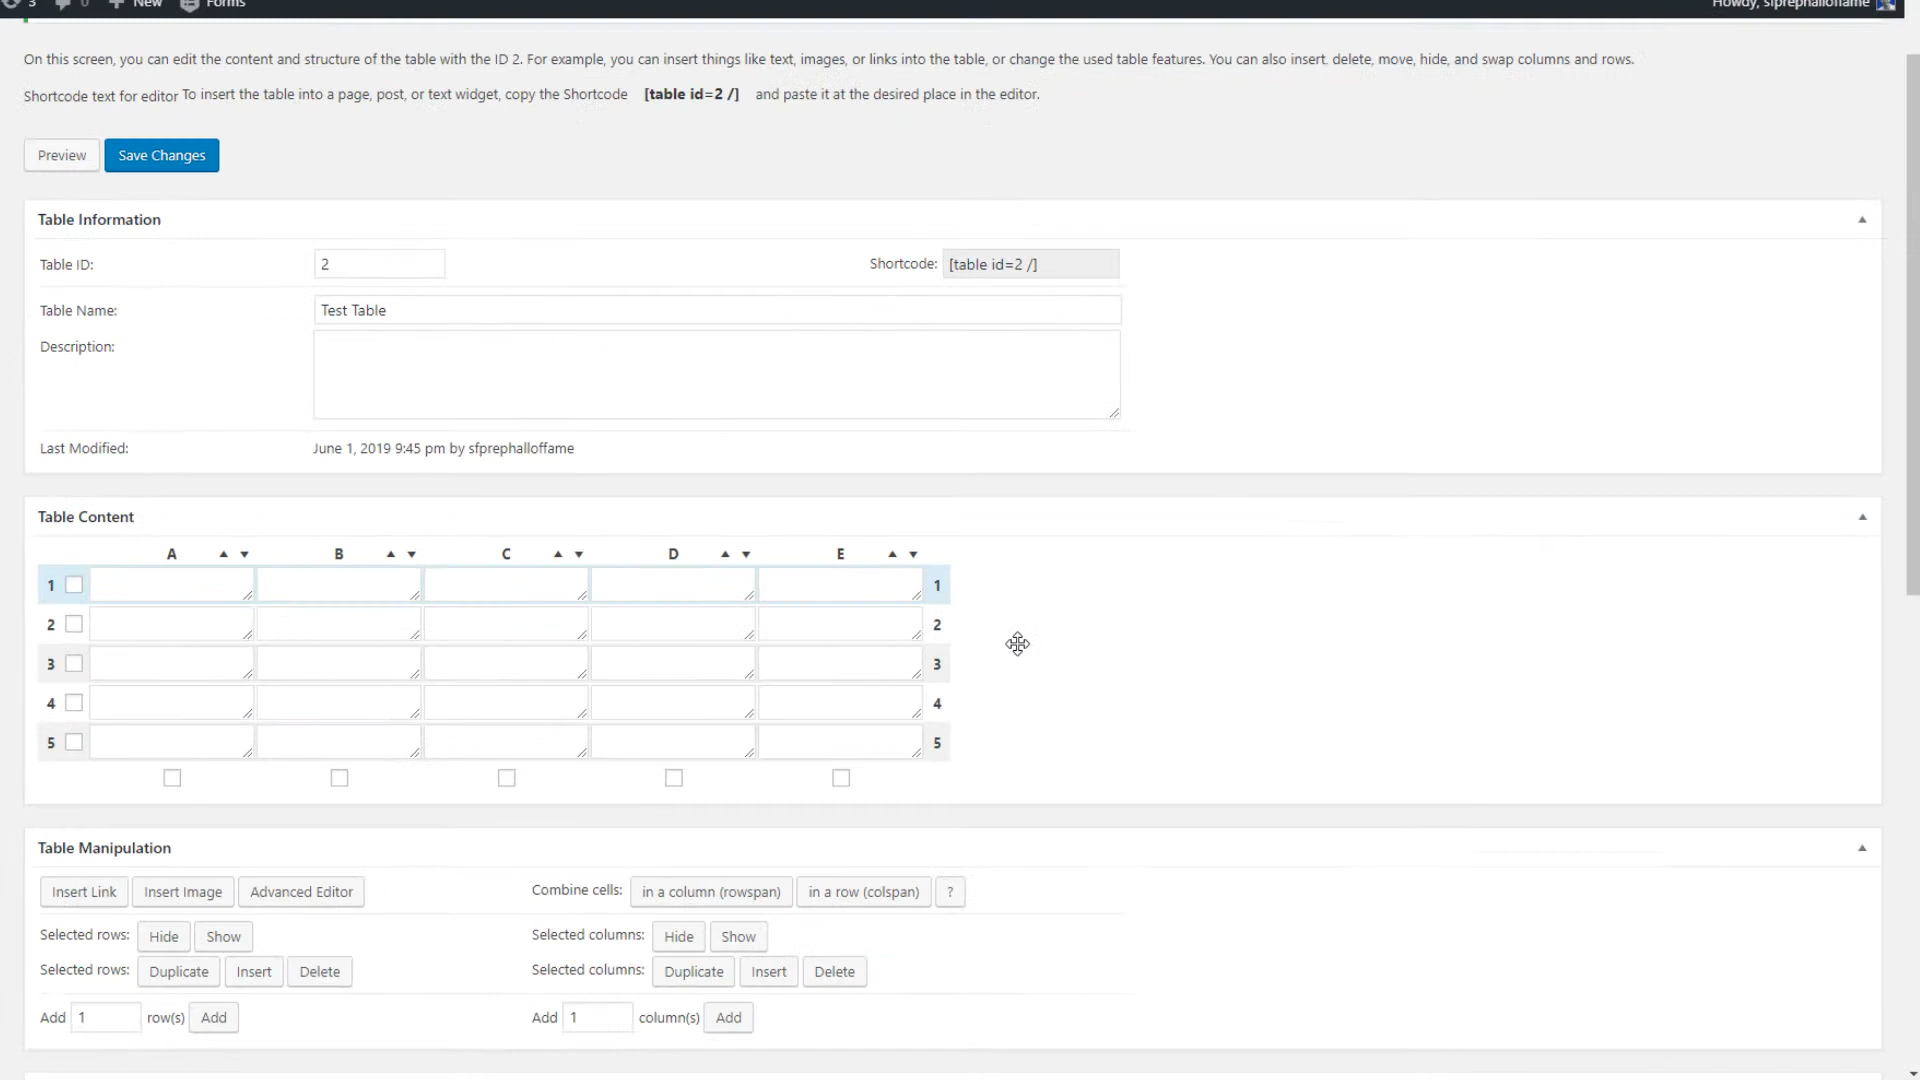 3 0 New Forms Howdy, sfprephalloffame
On this screen, you can edit the content and structure of the table with the ID 2. For example, you can insert things like text, images, or links into the table, or change the used table features. You can also insert, delete, move, hide, and swap columns and rows.
Shortcode text for editor To insert the table into a page, post, or text widget, copy the Shortcode [table id=2 /] and paste it at the desired place in the editor.
Preview Save Changes
Table Information
Table ID: 2 Shortcode: [table id=2 /]
Table Name: Test Table
Description:
Last Modified: June 1, 2019 9:45 pm by sfprephalloffame
Table Content
A B C D E
1 1
2 2
3 3
4 4
5 5
Table Manipulation
Insert Link Insert Image Advanced Editor Combine cells: in a column (rowspan) in a row (colspan) ?
Selected rows: Hide Show Selected columns: Hide Show
Selected rows: Duplicate Insert Delete Selected columns: Duplicate Insert Delete
Add 1 row(s) Add Add 1 column(s) Add